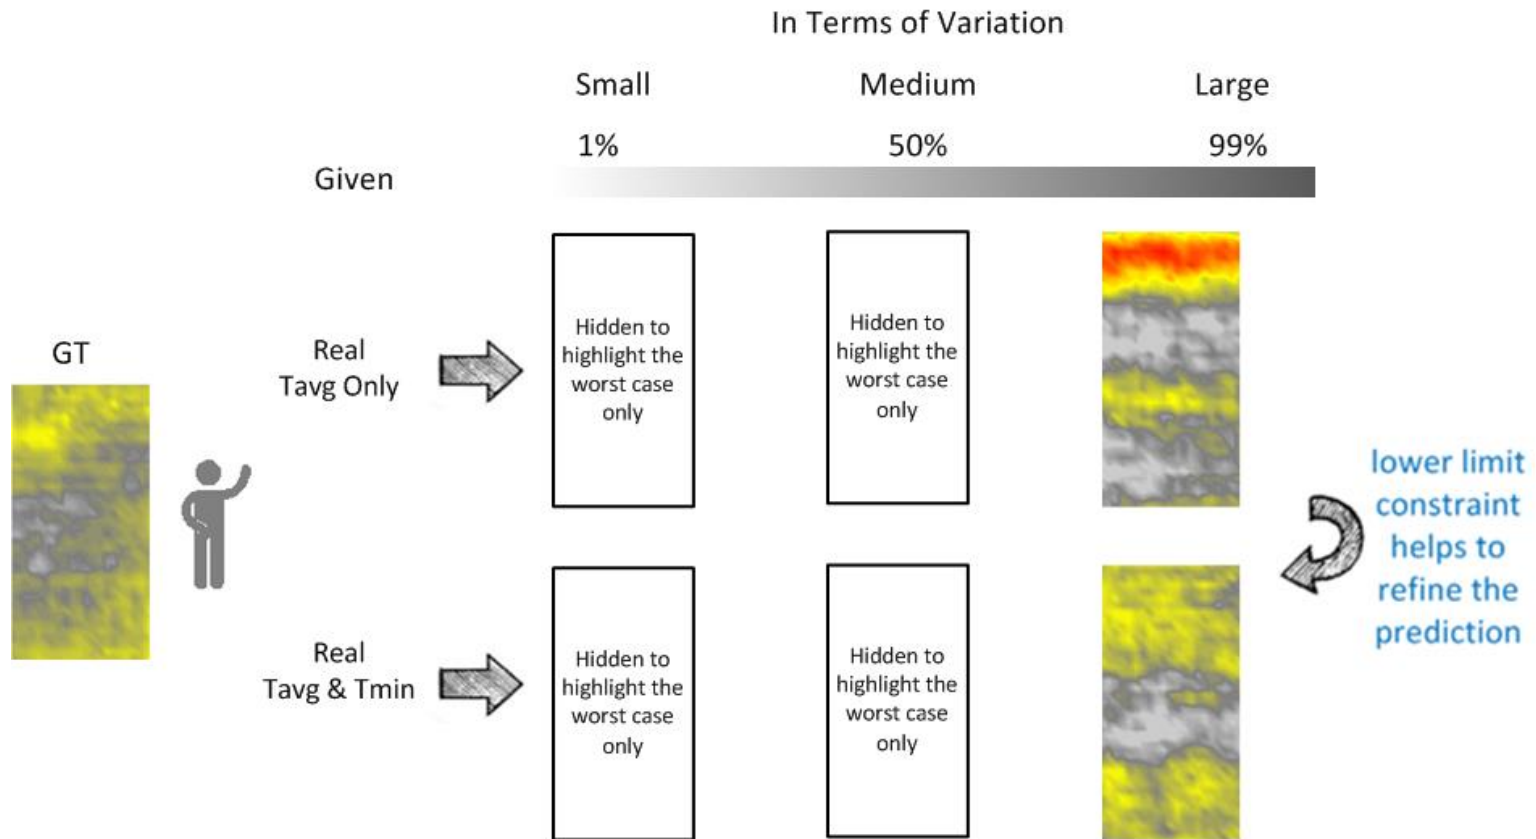 In Terms of Variation
Small
Medium
Large
1%
50%
99%
Given
GT
Real
Tavg Only
Hidden to
highlight the
worst case
only
Hidden to
highlight the
worst case
only
lower limit
constraint
helps to
refine the
prediction
Real
Tavg & Tmin
Hidden to
highlight the
worst case
only
Hidden to
highlight the
worst case
only